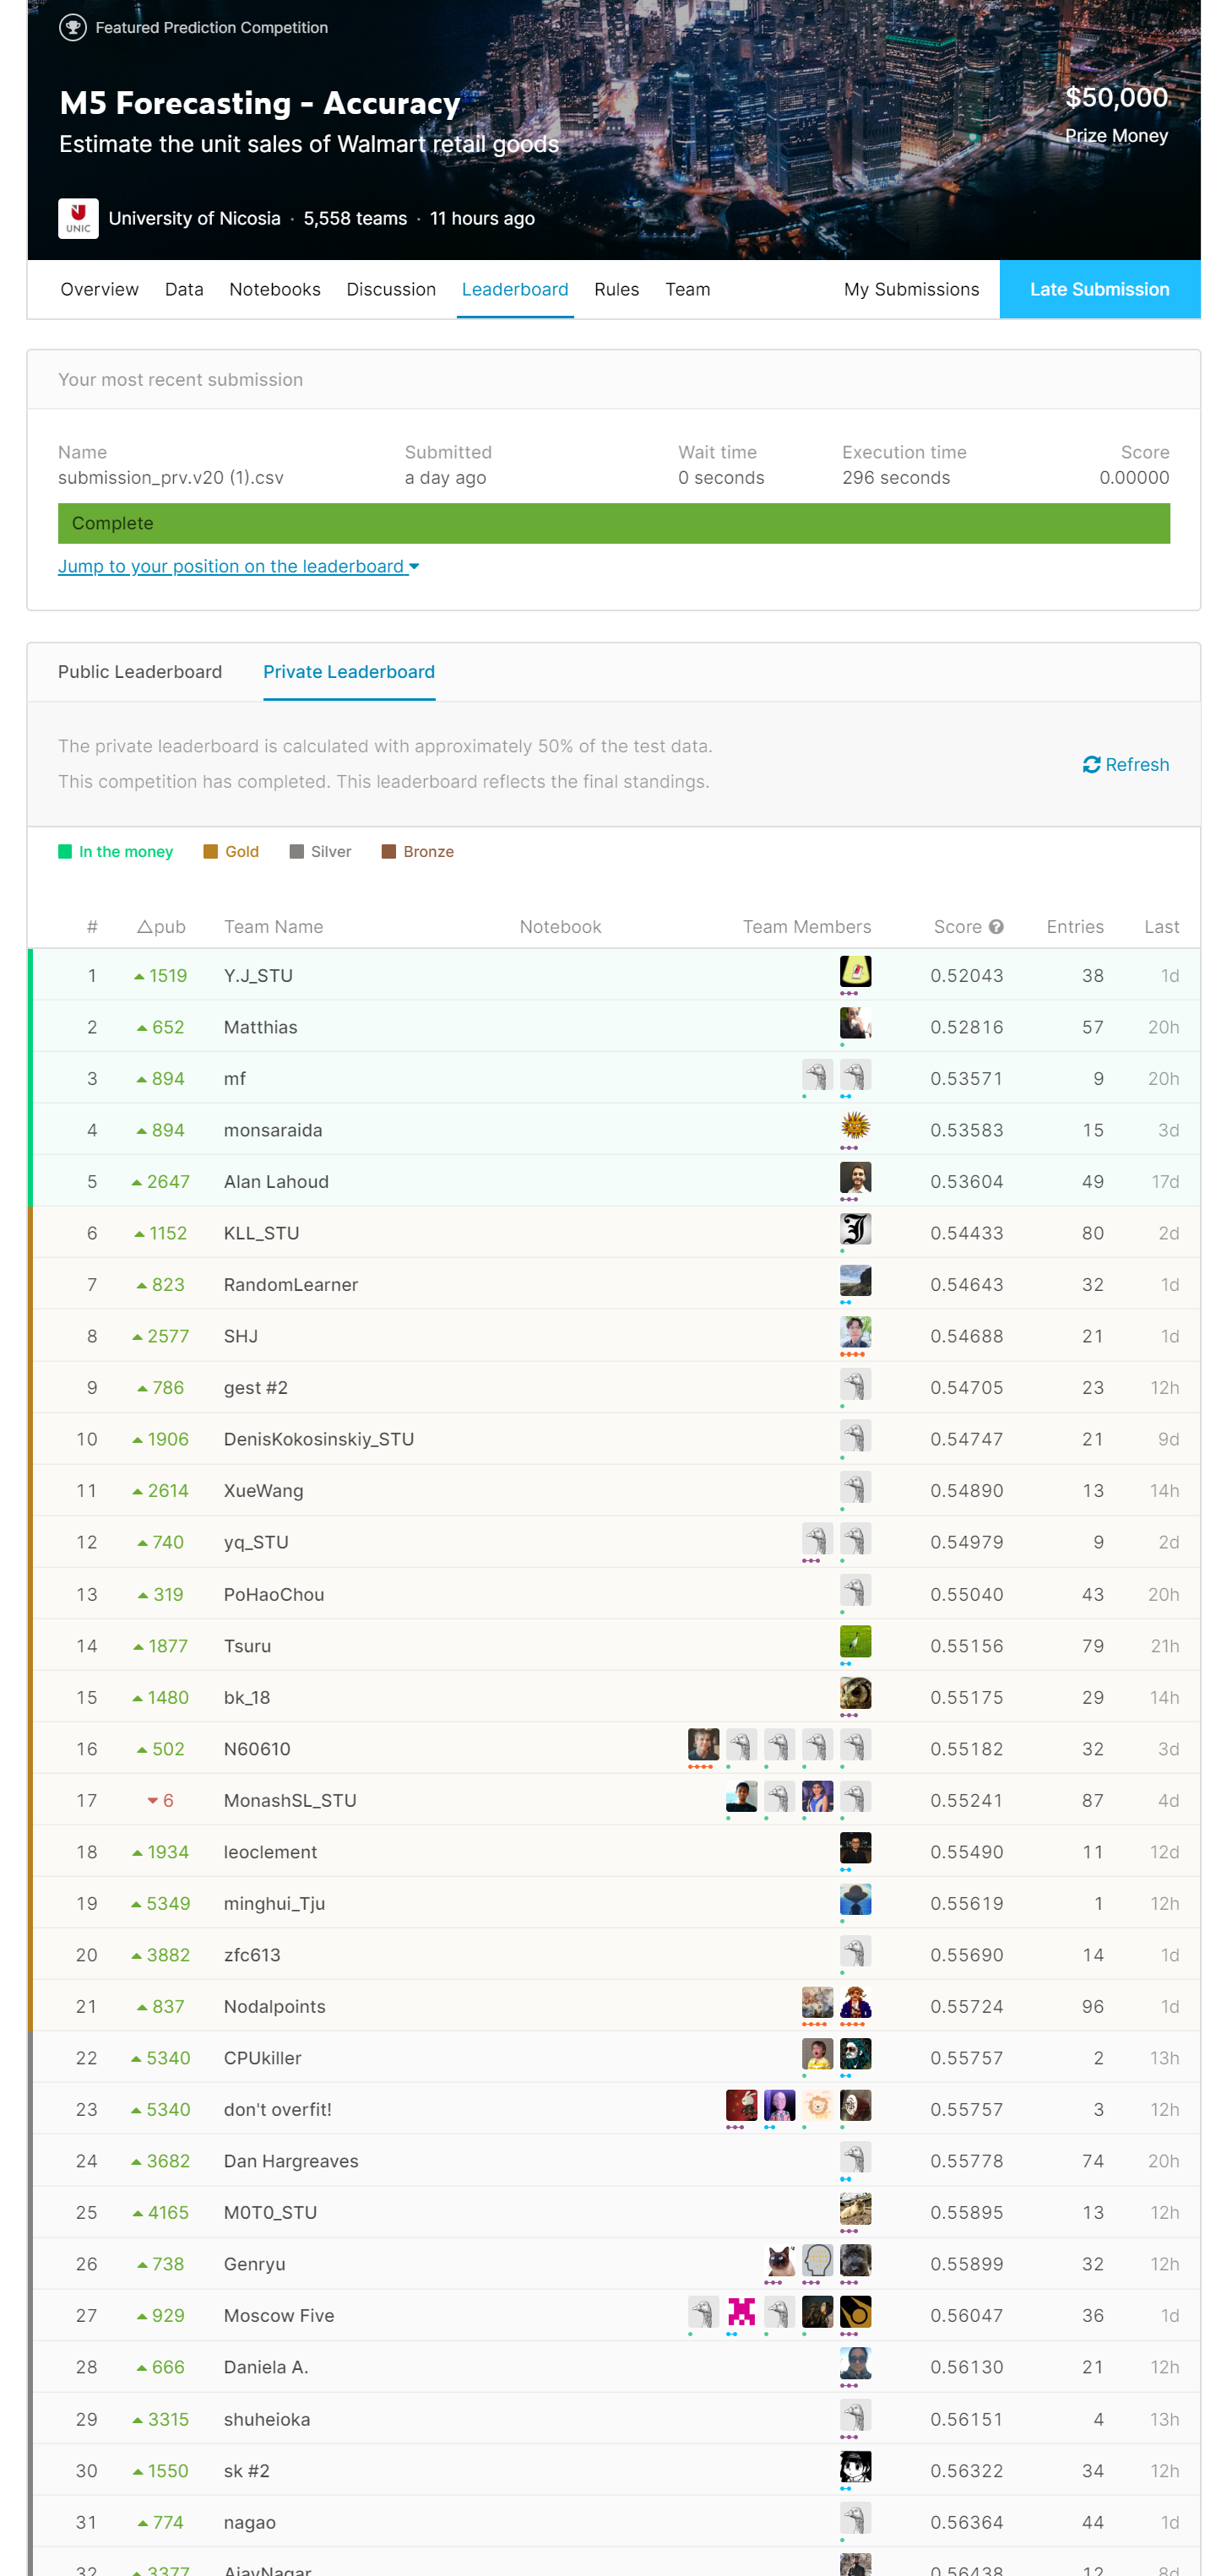 Featured Prediction Competition
M5 Forecasting - Accuracy
$50,000
Estimate the unit sales of Walmart retail goods
Prize Money
UNIC
University of Nicosia · 5,558 teams · 11 hours ago
Overview Data Notebooks Discussion Leaderboard Rules Team My Submissions Late Submission
Your most recent submission
Name Submitted Wait time Execution time Score
submission_prv.v20 (1).csv a day ago 0 seconds 296 seconds 0.00000
Complete
Jump to your position on the leaderboard
Public Leaderboard Private Leaderboard
The private leaderboard is calculated with approximately 50% of the test data.
This competition has completed. This leaderboard reflects the final standings.
Refresh
In the money Gold Silver Bronze
# △pub Team Name Notebook Team Members Score Entries Last
1 1519 Y.J_STU 0.52043 38 1d
2 652 Matthias 0.52816 57 20h
3 894 mf 0.53571 9 20h
4 894 monsaraida 0.53583 15 3d
5 2647 Alan Lahoud 0.53604 49 17d
6 1152 KLL_STU 0.54433 80 2d
7 823 RandomLearner 0.54643 32 1d
8 2577 SHJ 0.54688 21 1d
9 786 gest #2 0.54705 23 12h
10 1906 DenisKokosinskiy_STU 0.54747 21 9d
11 2614 XueWang 0.54890 13 14h
12 740 yq_STU 0.54979 9 2d
13 319 PoHaoChou 0.55040 43 20h
14 1877 Tsuru 0.55156 79 21h
15 1480 bk_18 0.55175 29 14h
16 502 N60610 0.55182 32 3d
17 6 MonashSL_STU 0.55241 87 4d
18 1934 leoclement 0.55490 11 12d
19 5349 minghui_Tju 0.55619 1 12h
20 3882 zfc613 0.55690 14 1d
21 837 Nodalpoints 0.55724 96 1d
22 5340 CPUkiller 0.55757 2 13h
23 5340 don't overfit! 0.55757 3 12h
24 3682 Dan Hargreaves 0.55778 74 20h
25 4165 M0T0_STU 0.55895 13 12h
26 738 Genryu 0.55899 32 12h
27 929 Moscow Five 0.56047 36 1d
28 666 Daniela A. 0.56130 21 12h
29 3315 shuheioka 0.56151 4 13h
30 1550 sk #2 0.56322 34 12h
31 774 nagao 0.56364 44 1d
32 3377 AjayNagar 0.56438 12 8d